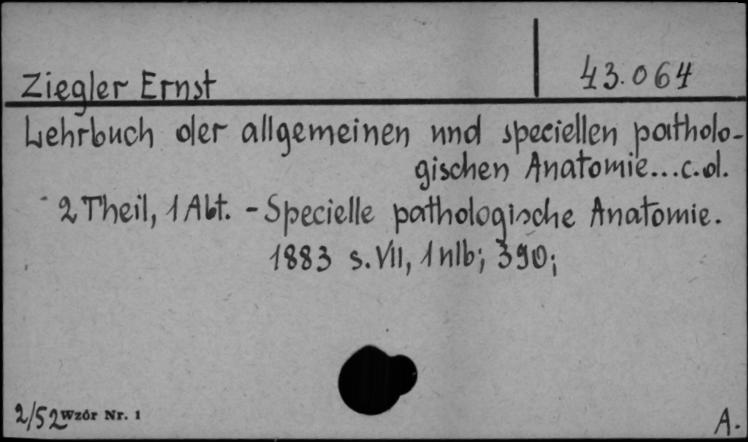 Ziegler Ernst 43.064
Lehrbuch der allgemeinen und speciellen patholo-
gischen Anatomie...c.d.
2 Theil, 1 Abt. - Specielle pathologische Anatomie.
1883 s. VII, 1 nlb; 390;
2/52 Wzór Nr. 1 A.